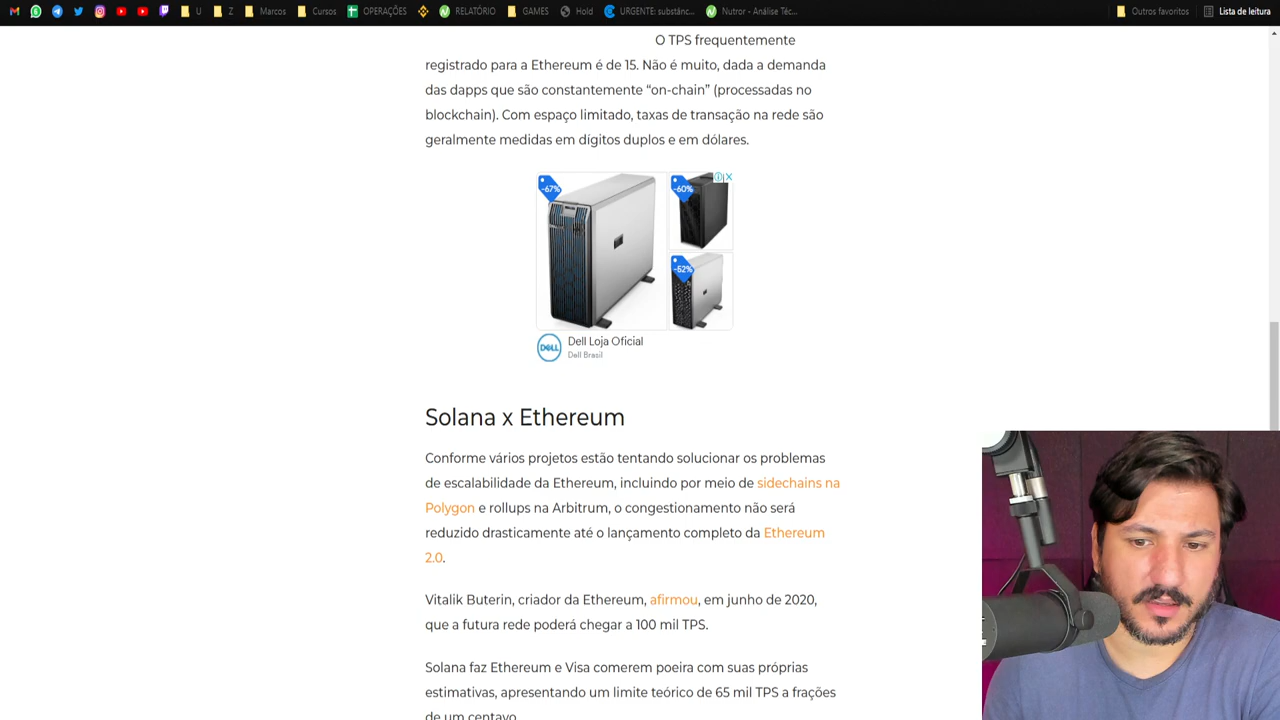 U
Z
Marcos
Cursos
OPERAÇÕES
RELATÓRIO
GAMES
Hold
URGENTE: substânc...
Nutror - Análise Téc...
Outros favoritos
Lista de leitura
O TPS frequentemente
registrado para a Ethereum é de 15. Não é muito, dada a demanda
das dapps que são constantemente “on-chain” (processadas no
blockchain). Com espaço limitado, taxas de transação na rede são
geralmente medidas em dígitos duplos e em dólares.
-67%
-60%
-52%
DELL
Dell Loja Oficial
Dell Brasil
Solana x Ethereum
Conforme vários projetos estão tentando solucionar os problemas
de escalabilidade da Ethereum, incluindo por meio de sidechains na
Polygon e rollups na Arbitrum, o congestionamento não será
reduzido drasticamente até o lançamento completo da Ethereum
2.0.
Vitalik Buterin, criador da Ethereum, afirmou, em junho de 2020,
que a futura rede poderá chegar a 100 mil TPS.
Solana faz Ethereum e Visa comerem poeira com suas próprias
estimativas, apresentando um limite teórico de 65 mil TPS a frações
de um centavo